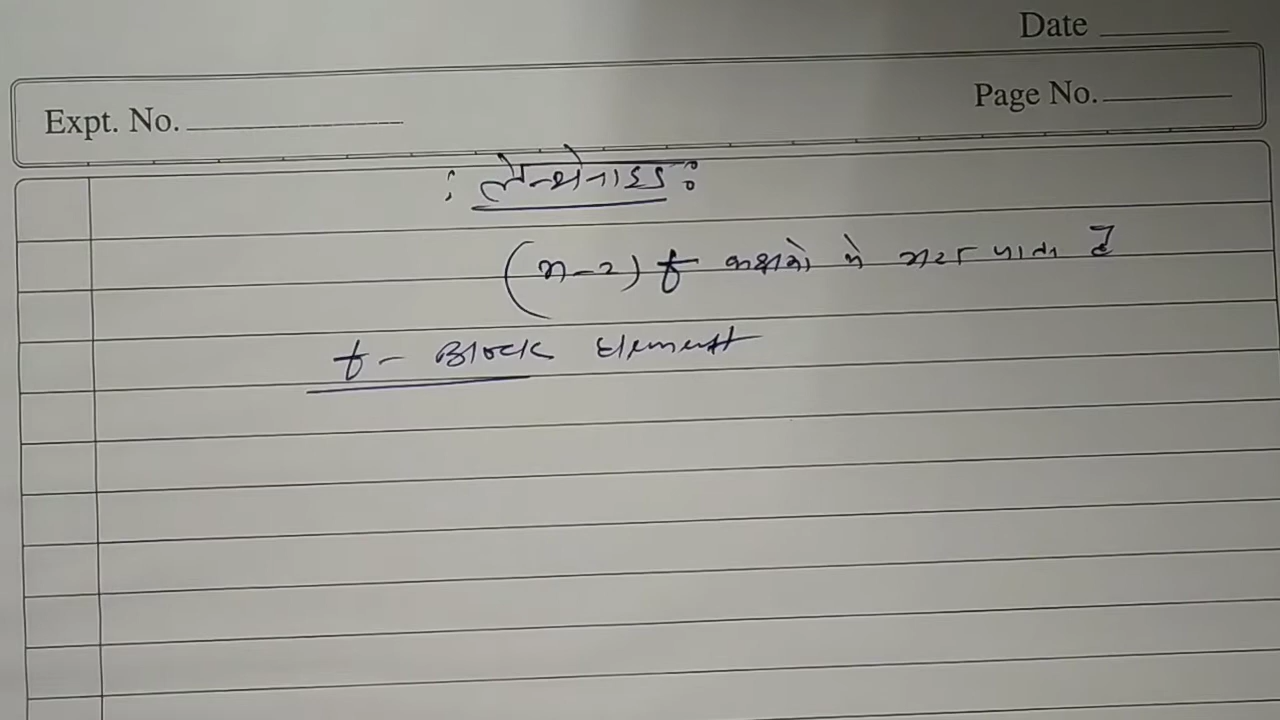 Date
Expt. No.
Page No.
: लेन्थेनाइड :
(n-2) f कक्षकों में भरा जाता है
f - Block Element